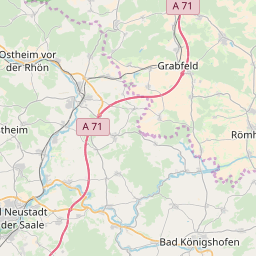 A 71
Ostheim vor
der Rhön
Grabfeld
A 71
theim
Römh
d Neustadt
der Saale
Bad Königshofen